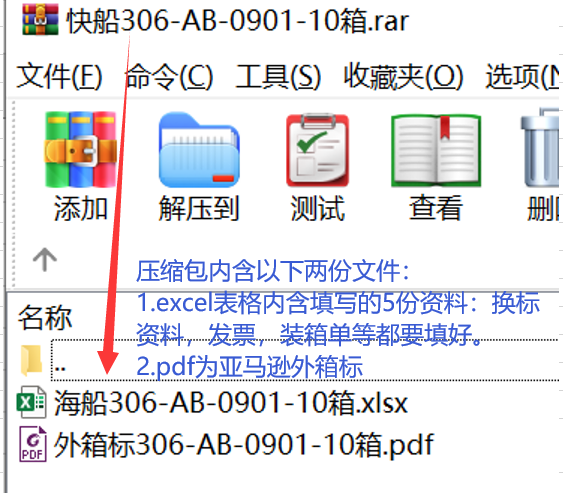 快船306-AB-0901-10箱.rar
文件(F) 命令(C) 工具(S) 收藏夹(O) 选项(N
添加 解压到 测试 查看 删除
压缩包内含以下两份文件：
1.excel表格内含填写的5份资料：换标
资料，发票，装箱单等都要填好。
2.pdf为亚马逊外箱标
名称
..
海船306-AB-0901-10箱.xlsx
外箱标306-AB-0901-10箱.pdf